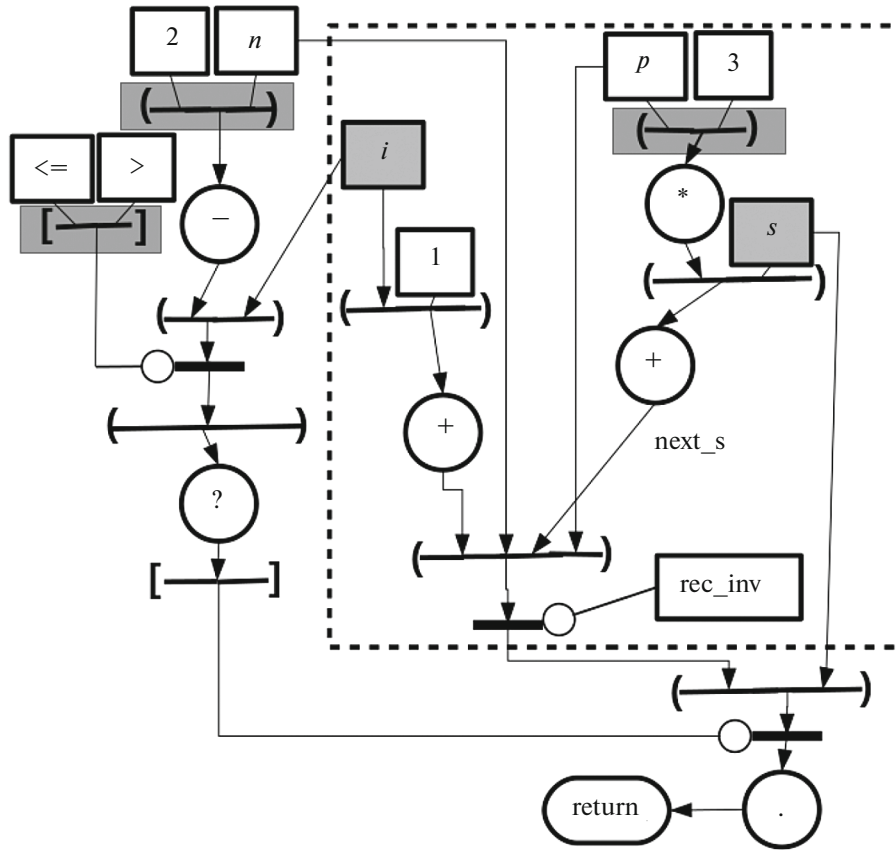 2 n
p 3
<= >
i
*
−
s
1
+
+
next_s
?
rec_inv
return .